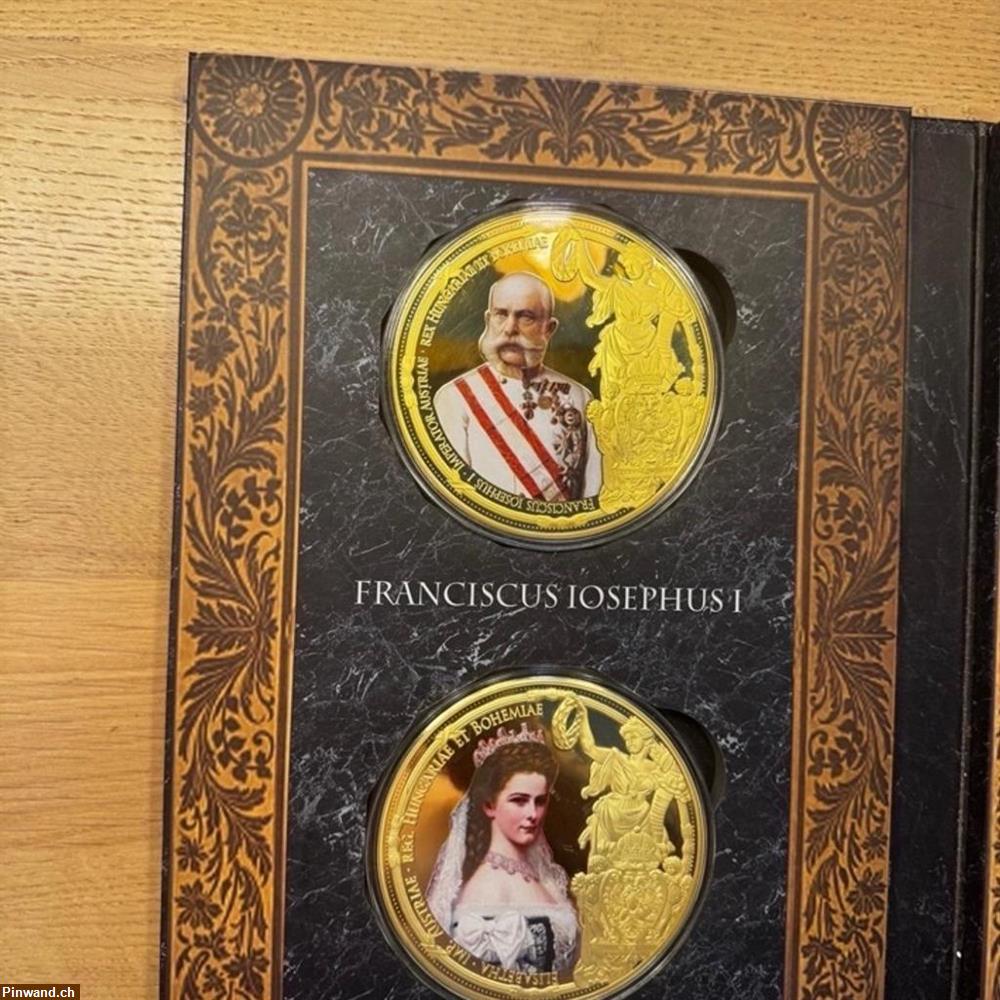 FRANCISCUS IOSEPHUS I · IMPERATOR AUSTRIAE · REX HUNGARIAE ET BOHEMIAE
FRANCISCUS IOSEPHUS I
ELISABETHA · IMP. AUSTRIAE · REG. HUNGARIAE ET BOHEMIAE
Pinwand.ch